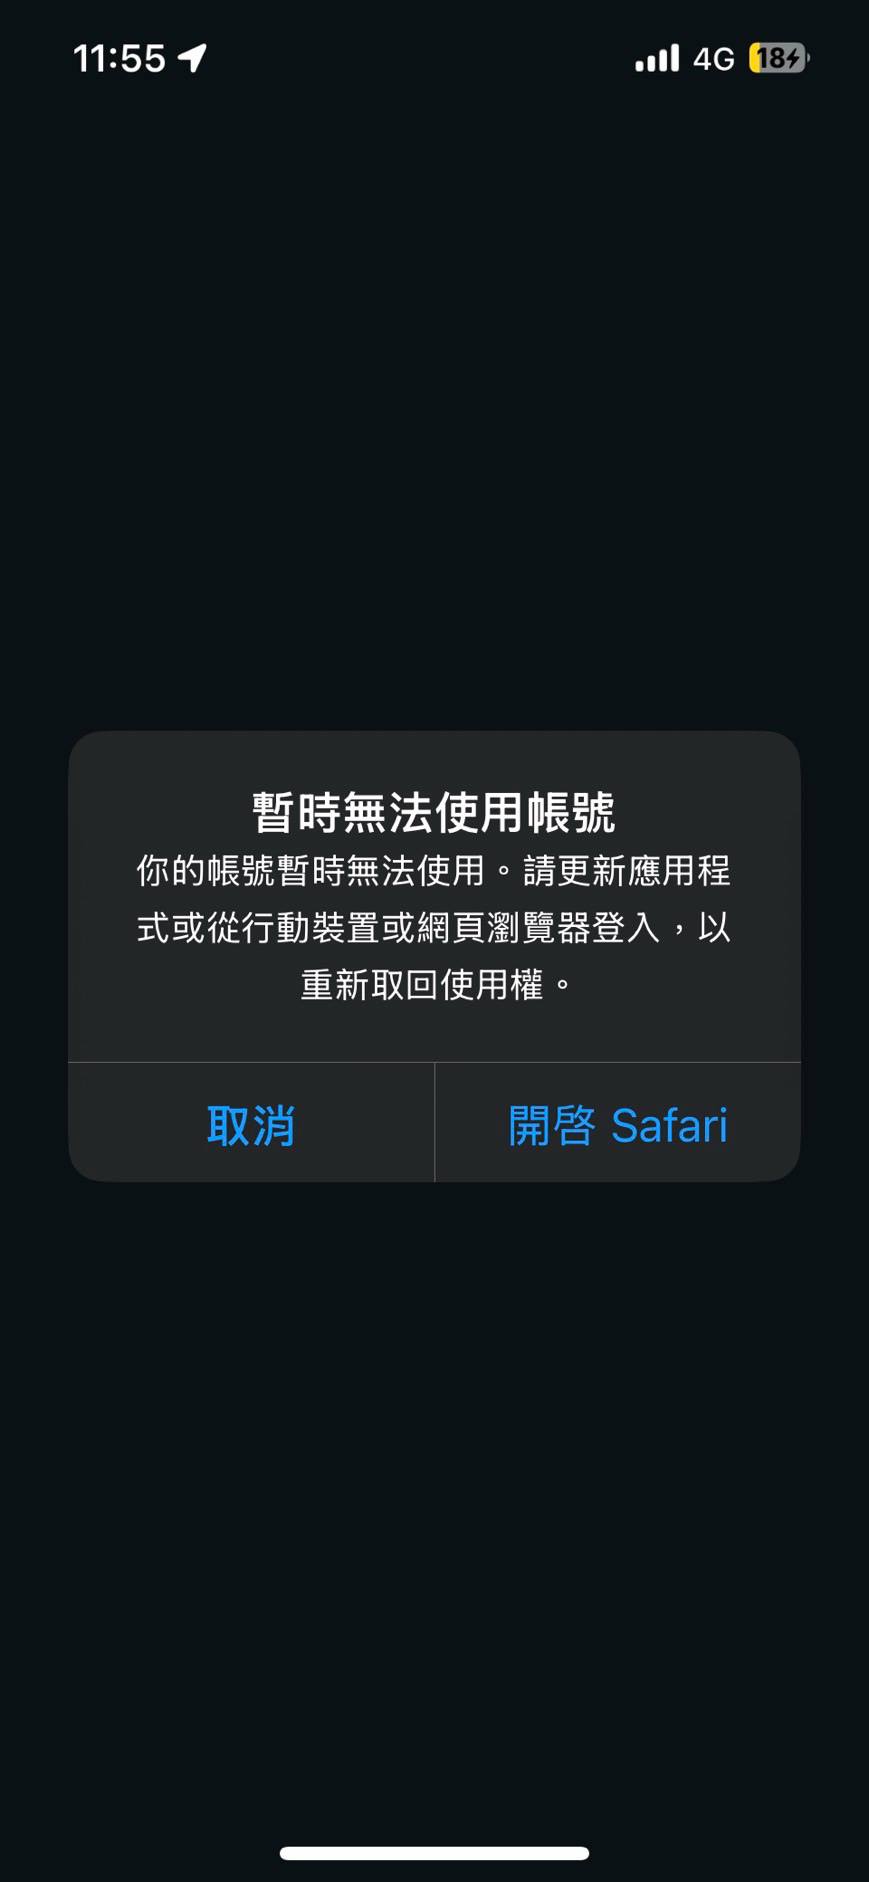 11:55 4G 18
暫時無法使用帳號
你的帳號暫時無法使用。請更新應用程
式或從行動裝置或網頁瀏覽器登入，以
重新取回使用權。
取消 開啓 Safari